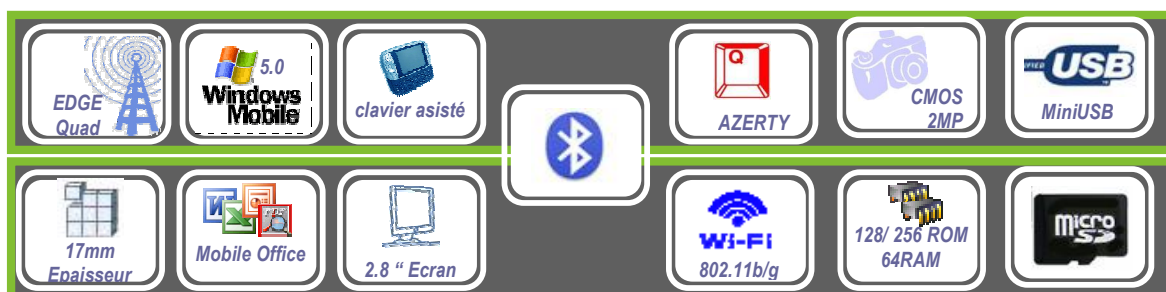 EDGE
Quad
5.0
Windows
Mobile
clavier asisté
Q
AZERTY
CMOS
2MP
USB
MiniUSB
17mm
Epaisseur
Mobile Office
2.8 “ Ecran
Wi-Fi
802.11b/g
128/ 256 ROM
64RAM
micro
SD